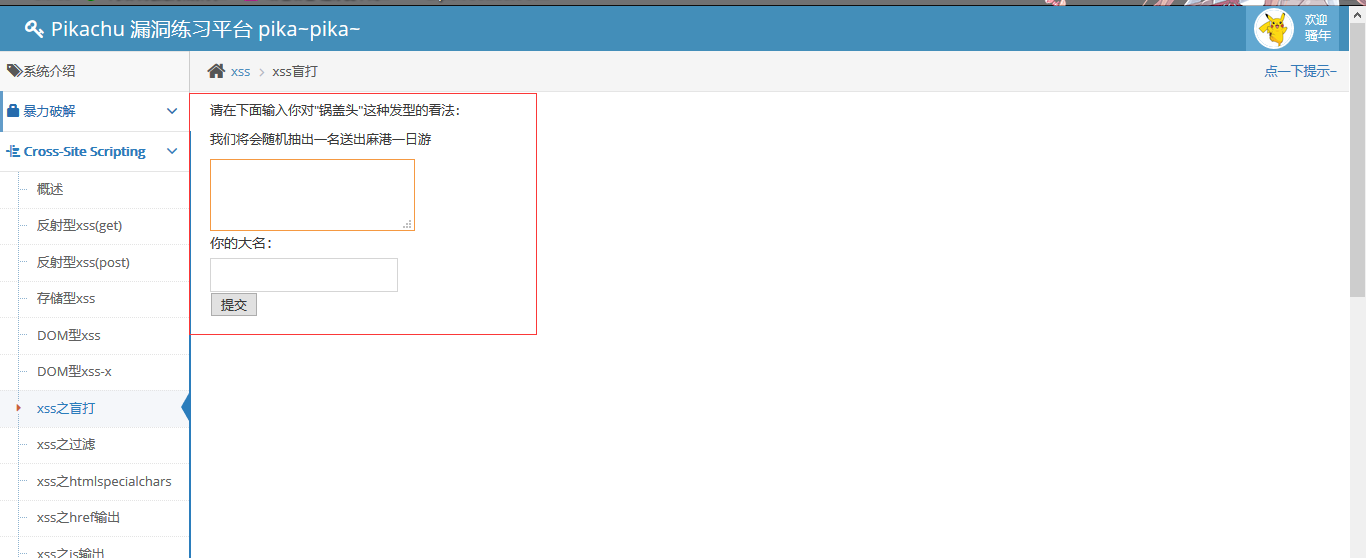 Pikachu 漏洞练习平台 pika~pika~
欢迎
骚年
系统介绍
xss
xss盲打
点一下提示~
暴力破解
Cross-Site Scripting
概述
反射型xss(get)
反射型xss(post)
存储型xss
DOM型xss
DOM型xss-x
xss之盲打
xss之过滤
xss之htmlspecialchars
xss之href输出
xss之js输出
请在下面输入你对"锅盖头"这种发型的看法：
我们将会随机抽出一名送出麻港一日游
你的大名：
提交